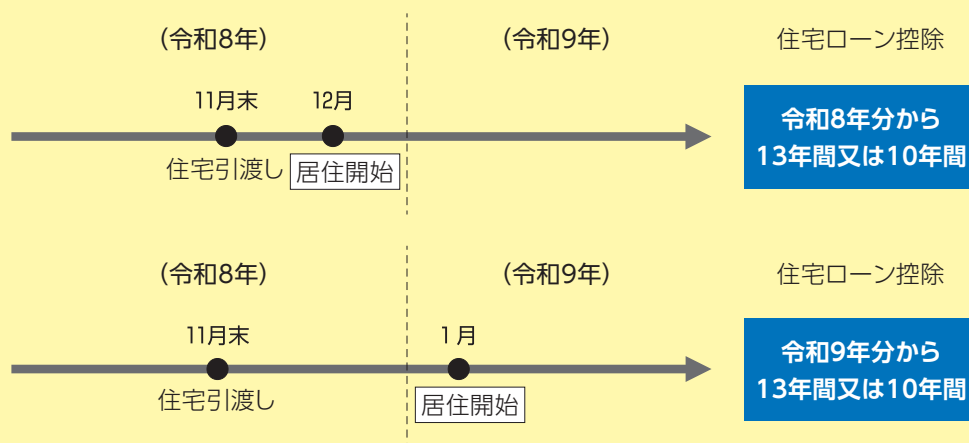 (令和8年) (令和9年) 住宅ローン控除
11月末 12月
住宅引渡し 居住開始
令和8年分から
13年間又は10年間
(令和8年) (令和9年) 住宅ローン控除
11月末 1月
住宅引渡し 居住開始
令和9年分から
13年間又は10年間